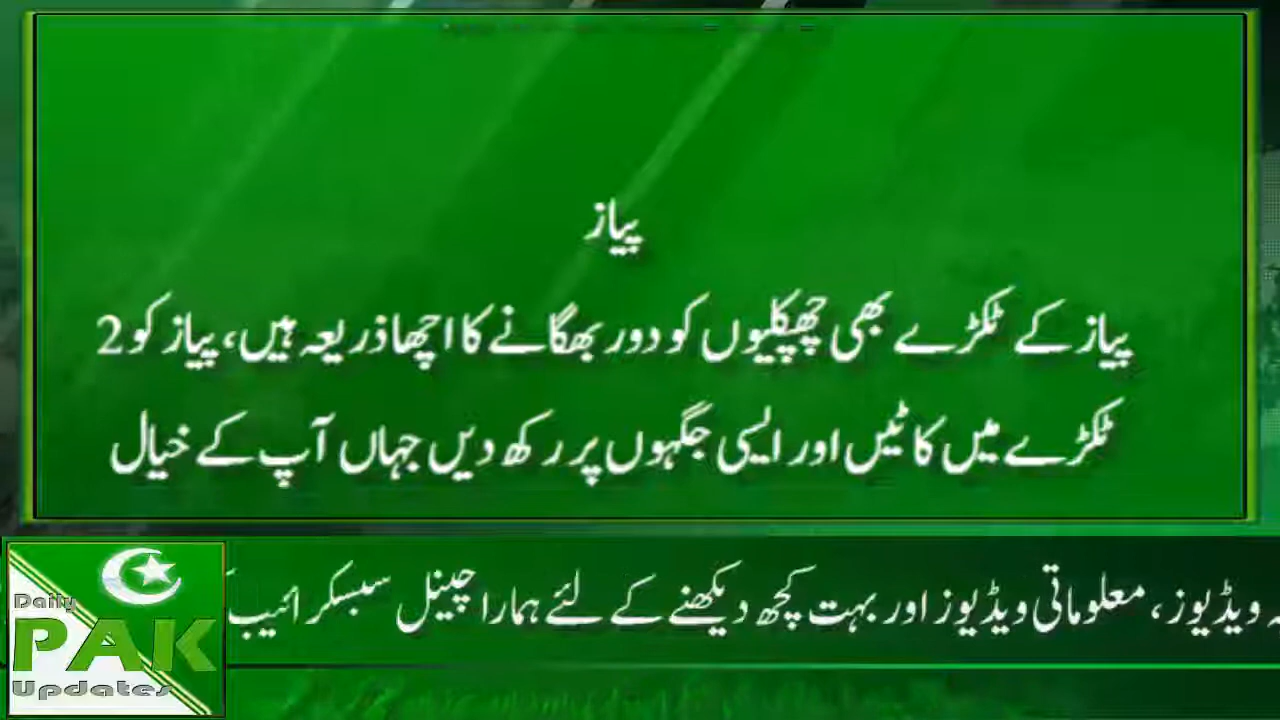 پیاز
پیاز کے ٹکڑے بھی چھپکلیوں کو دور بھگانے کا اچھا ذریعہ ہیں، پیاز کو 2
ٹکڑے میں کاٹیں اور ایسی جگہوں پر رکھ دیں جہاں آپ کے خیال
ویڈیوز، معلوماتی ویڈیوز اور بہت کچھ دیکھنے کے لئے ہمارا چینل سبسکرائیب
Daily
PAK
Updates